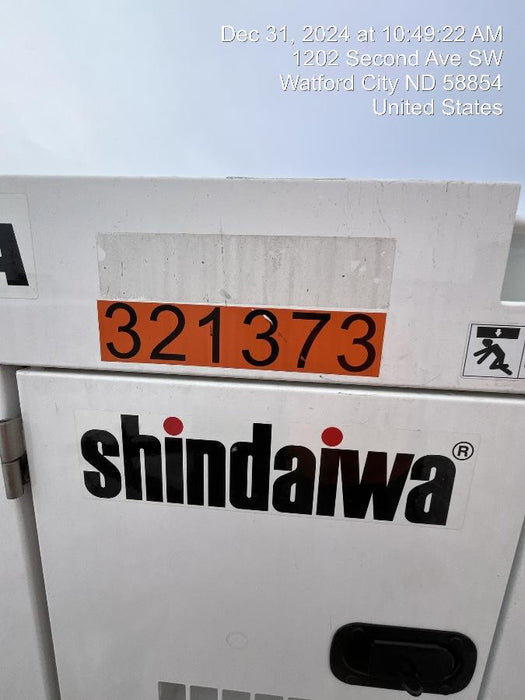 Dec 31, 2024 at 10:49:22 AM
1202 Second Ave SW
Watford City ND 58854
United States
A
321373
shindaiwa®